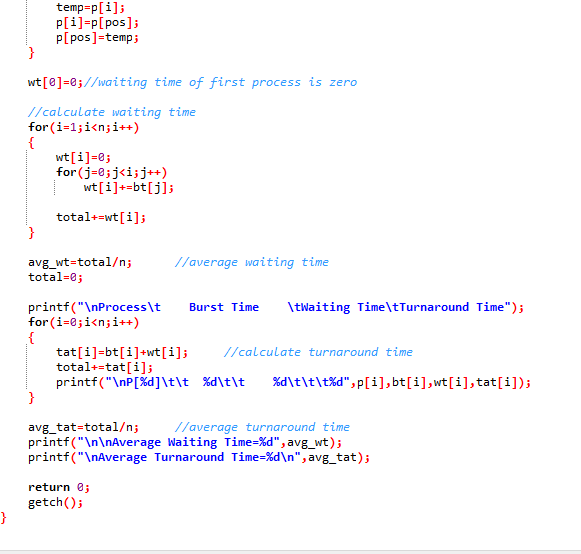 temp=p[i];
p[i]=p[pos];
p[pos]=temp;
}
wt[0]=0;//waiting time of first process is zero
//calculate waiting time
for(i=1;i<n;i++)
{
wt[i]=0;
for(j=0;j<i;j++)
wt[i]+=bt[j];
total+=wt[i];
}
avg_wt=total/n;      //average waiting time
total=0;
printf("\nProcess\t    Burst Time    \tWaiting Time\tTurnaround Time");
for(i=0;i<n;i++)
{
tat[i]=bt[i]+wt[i];     //calculate turnaround time
total+=tat[i];
printf("\nP[%d]\t\t  %d\t\t    %d\t\t\t%d",p[i],bt[i],wt[i],tat[i]);
}
avg_tat=total/n;     //average turnaround time
printf("\n\nAverage Waiting Time=%d",avg_wt);
printf("\nAverage Turnaround Time=%d\n",avg_tat);
return 0;
getch();
}